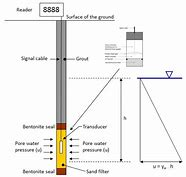 Reader
8888
Surface of the ground
Signal cable
Grout
Bentonite seal
Transducer
Pore water pressure (u)
Pore water pressure (u)
h
h
Bentonite seal
Sand filter
u = γw h